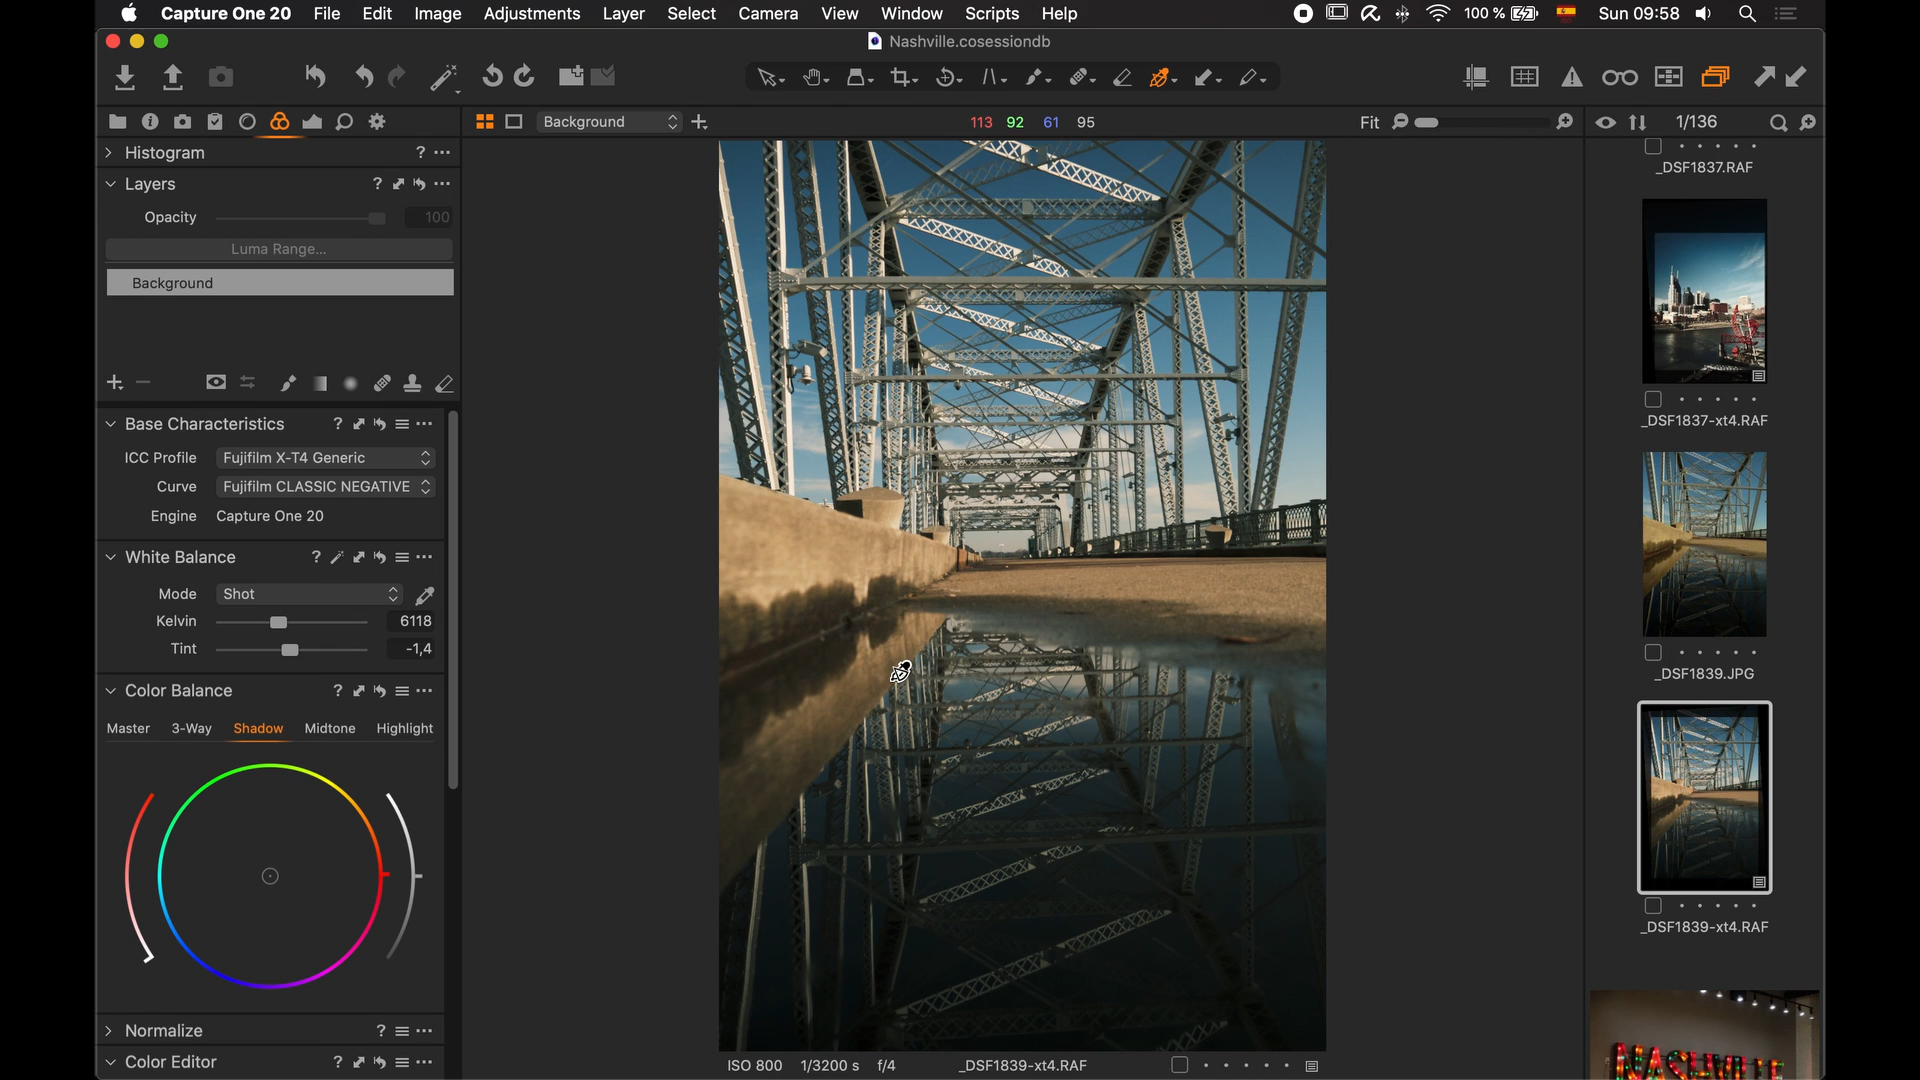 Capture One 20 File Edit Image Adjustments Layer Select Camera View Window Scripts Help 100 % Sun 09:58
Nashville.cosessiondb
Background 113 92 61 95 Fit 1/136
Histogram ? ...
Layers ? ...
Opacity 100
Luma Range...
Background
Base Characteristics ? ...
ICC Profile Fujifilm X-T4 Generic
Curve Fujifilm CLASSIC NEGATIVE
Engine Capture One 20
White Balance ? ...
Mode Shot
Kelvin 6118
Tint -1,4
Color Balance ? ...
Master 3-Way Shadow Midtone Highlight
Normalize ? ...
Color Editor ? ...
ISO 800 1/3200 s f/4 _DSF1839-xt4.RAF
_DSF1837.RAF
_DSF1837-xt4.RAF
_DSF1839.JPG
_DSF1839-xt4.RAF
NASHVILLE